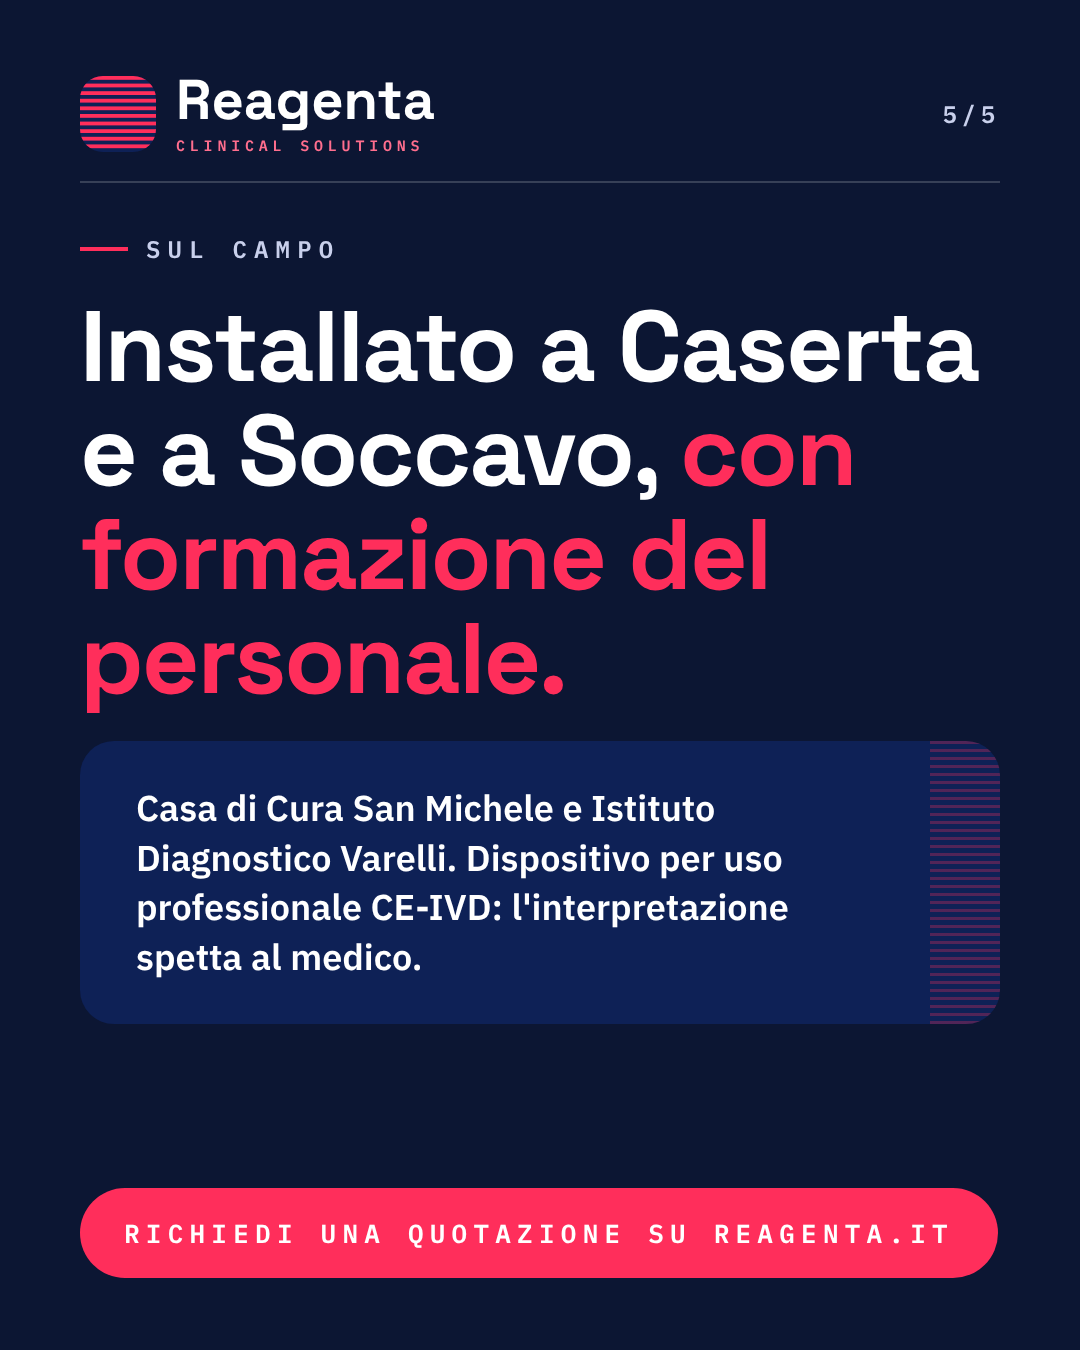 Reagenta
CLINICAL SOLUTIONS
5/5
SUL CAMPO
Installato a Caserta
e a Soccavo, con
formazione del
personale.
Casa di Cura San Michele e Istituto
Diagnostico Varelli. Dispositivo per uso
professionale CE-IVD: l'interpretazione
spetta al medico.
RICHIEDI UNA QUOTAZIONE SU REAGENTA.IT